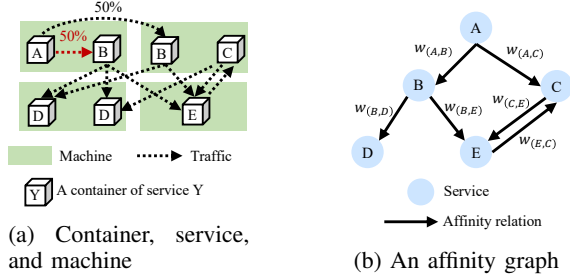 50%
50%
A
B
B
C
D
D
E
Machine
Traffic
Y
A container of service Y
(a) Container, service,
and machine
A
w(A,B)
w(A,C)
B
C
w(B,D)
w(B,E)
w(C,E)
w(E,C)
D
E
Service
Affinity relation
(b) An affinity graph